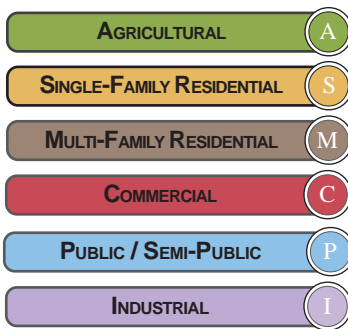 Agricultural A
Single-Family Residential S
Multi-Family Residential M
Commercial C
Public / Semi-Public P
Industrial I